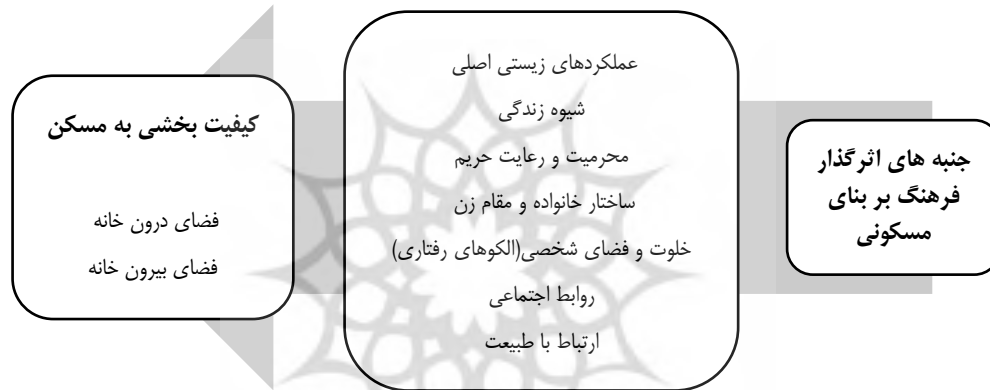 جنبه های اثرگذار
فرهنگ بر بنای
مسکونی
عملکردهای زیستی اصلی
شیوه زندگی
محرمیت و رعایت حریم
ساختار خانواده و مقام زن
خلوت و فضای شخصی(الکوهای رفتاری)
روابط اجتماعی
ارتباط با طبیعت
کیفیت بخشی به مسکن
فضای درون خانه
فضای بیرون خانه